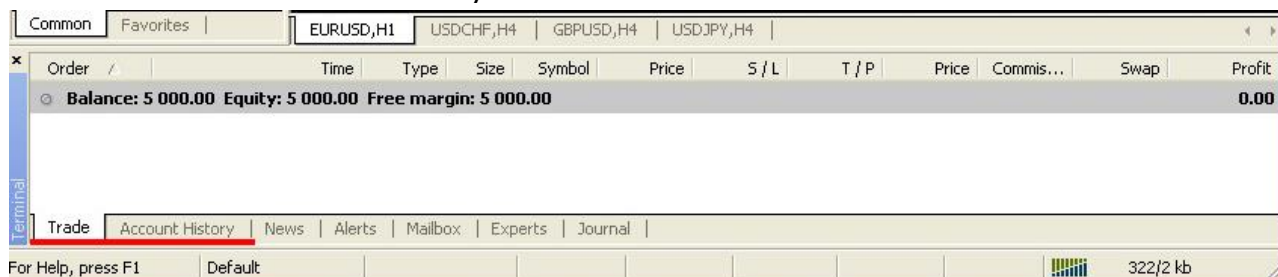 Common Favorites | EURUSD,H1 USDCHF,H4 | GBPUSD,H4 | USDJPY,H4 |
Order / Time Type Size Symbol Price S / L T / P Price Commis... Swap Profit
Balance: 5 000.00 Equity: 5 000.00 Free margin: 5 000.00 0.00
Terminal
Trade Account History | News | Alerts | Mailbox | Experts | Journal |
For Help, press F1 Default 322/2 kb